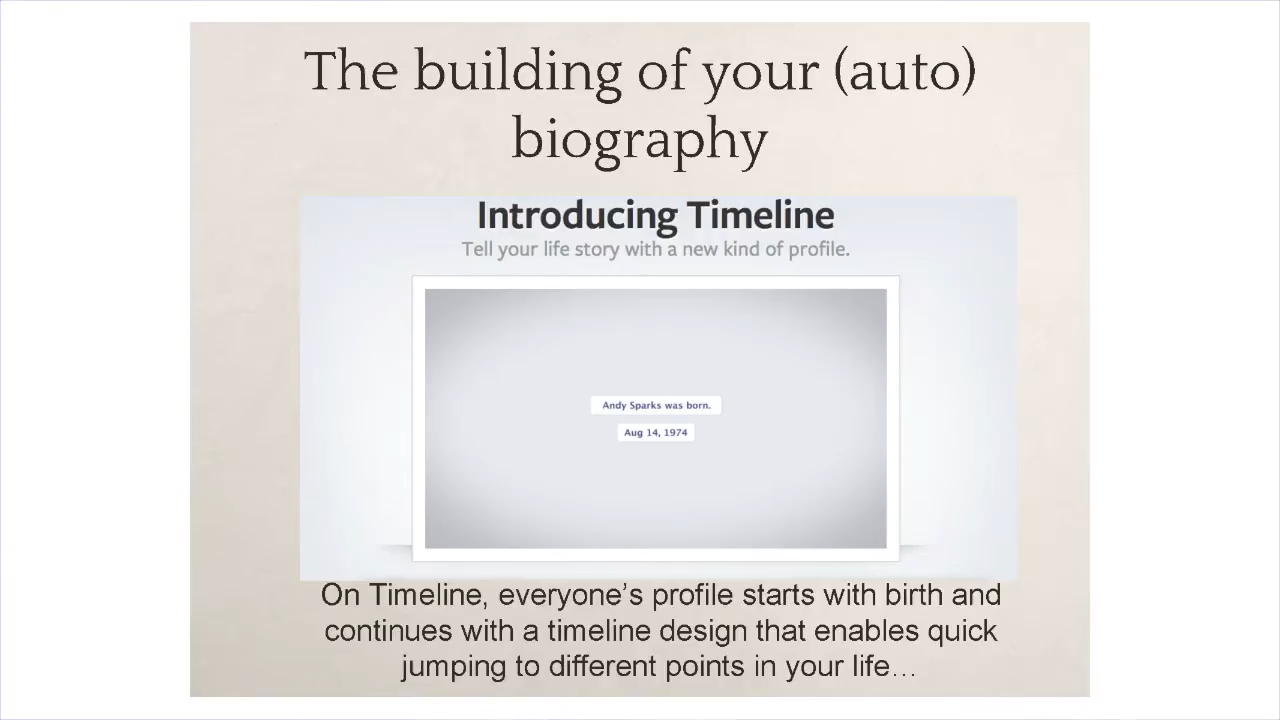 The building of your (auto)
biography
Introducing Timeline
Tell your life story with a new kind of profile.
Andy Sparks was born.
Aug 14, 1974
On Timeline, everyone’s profile starts with birth and
continues with a timeline design that enables quick
jumping to different points in your life…